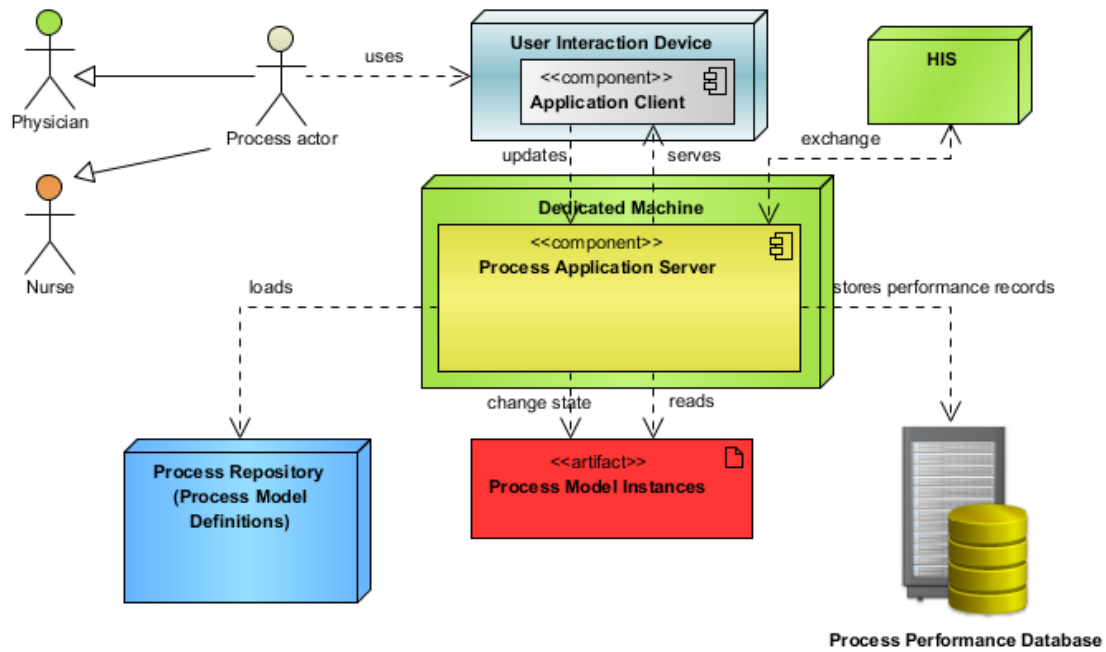 User Interaction Device
<<component>>
Application Client
HIS
uses
Physician
Process actor
updates
serves
exchange
Dedicated Machine
<<component>>
Process Application Server
Nurse
loads
stores performance records
change state
reads
Process Repository
(Process Model
Definitions)
<<artifact>>
Process Model Instances
Process Performance Database